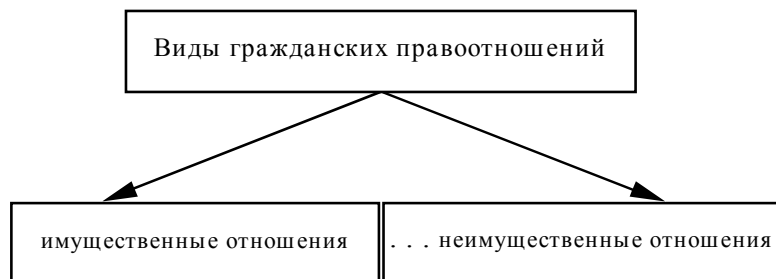 Виды гражданских правоотношений
имущественные отношения
. . . неимущественные отношения